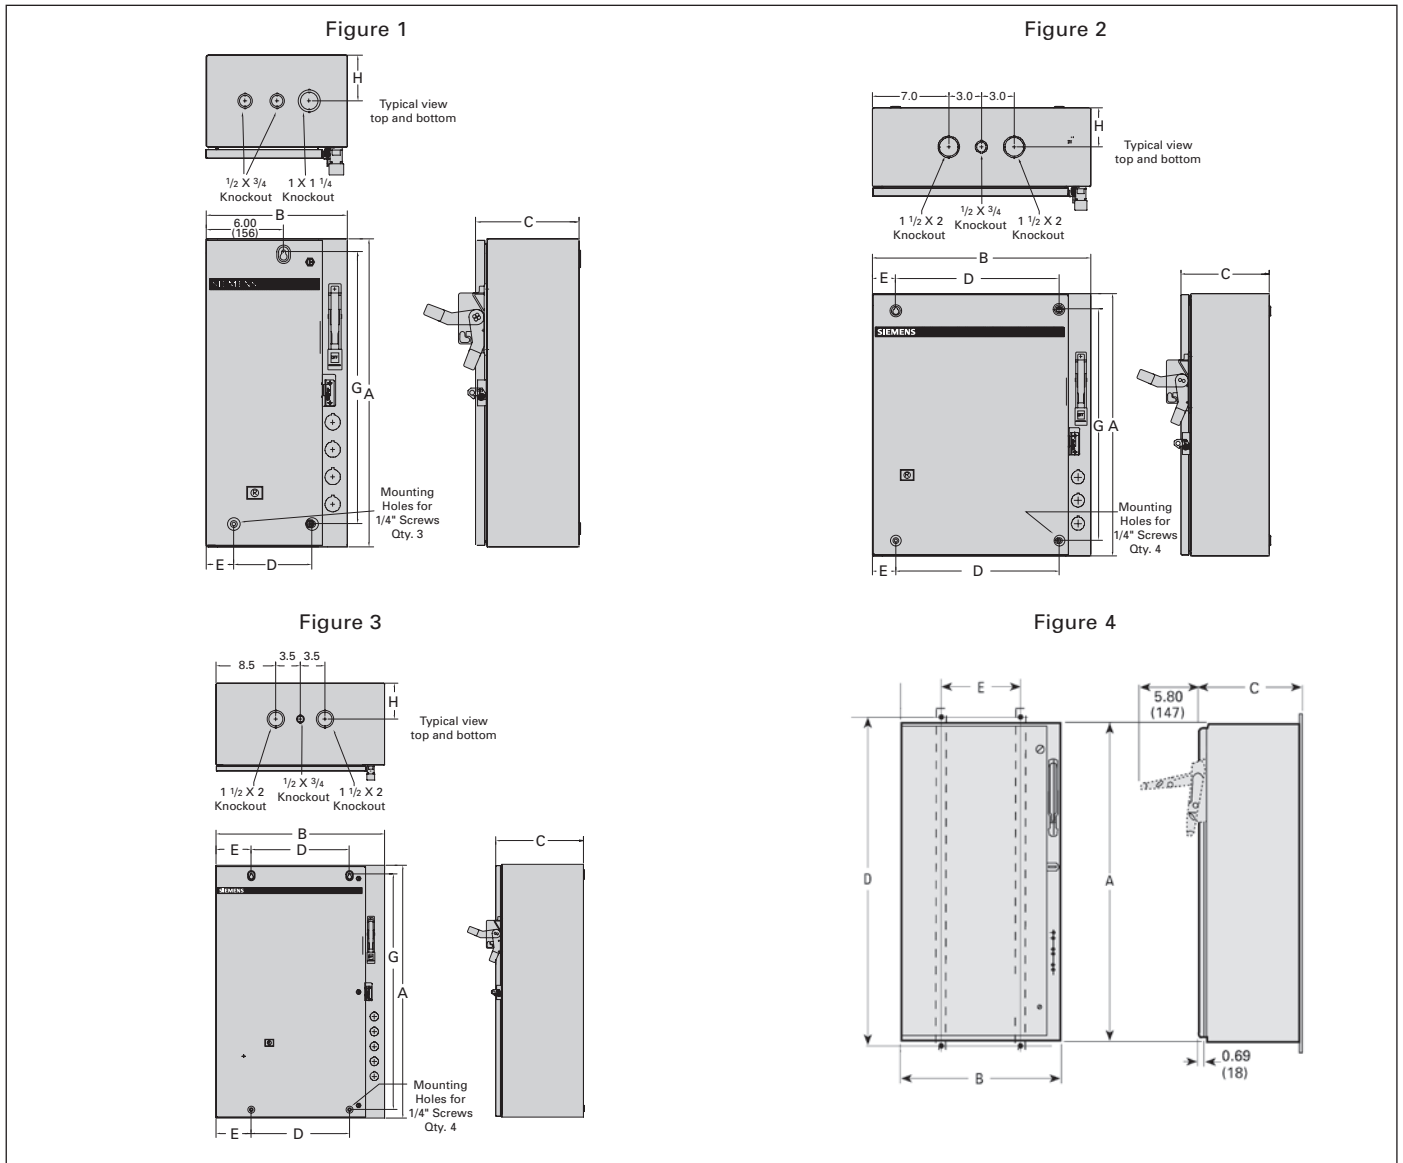 Figure 1
H
Typical view
top and bottom
1/2 X 3/4
Knockout
1 X 1 1/4
Knockout
B
6.00
(156)
C
SIEMENS
G
A
Mounting
Holes for
1/4" Screws
Qty. 3
E
D
Figure 2
7.0
3.0
3.0
H
Typical view
top and bottom
1 1/2 X 2
Knockout
1/2 X 3/4
Knockout
1 1/2 X 2
Knockout
B
E
D
C
SIEMENS
G
A
Mounting
Holes for
1/4" Screws
Qty. 4
E
D
Figure 3
8.5
3.5
3.5
H
Typical view
top and bottom
1 1/2 X 2
Knockout
1/2 X 3/4
Knockout
1 1/2 X 2
Knockout
B
E
D
C
SIEMENS
G
A
Mounting
Holes for
1/4" Screws
Qty. 4
E
D
Figure 4
E
5.80
(147)
C
D
A
B
0.69
(18)